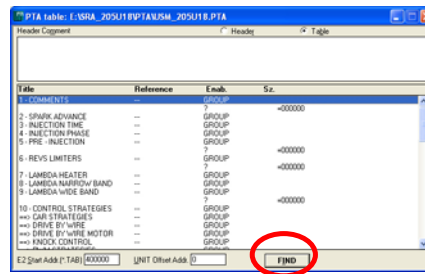 PTA table: E:\SRA_205U18\PTA\USM_205U18.PTA
Header Comment Header Table
Title Reference Enab. Sz.
1 - COMMENTS -- GROUP
? =000000
2 - SPARK ADVANCE -- GROUP
3 - INJECTION TIME -- GROUP
4 - INJECTION PHASE -- GROUP
5 - PRE - INJECTION -- GROUP
? =000000
6 - REVS LIMITERS -- GROUP
? =000000
7 - LAMBDA HEATER -- GROUP
8 - LAMBDA NARROW BAND -- GROUP
9 - LAMBDA WIDE BAND -- GROUP
? =000000
10 - CONTROL STRATEGIES -- GROUP
==> CAR STRATEGIES -- GROUP
==> DRIVE BY WIRE -- GROUP
==> DRIVE BY WIRE MOTOR -- GROUP
==> KNOCK CONTROL -- GROUP
E2 Start Addr.(*.TAB) 400000 UNIT Offset Addr. 0 FIND